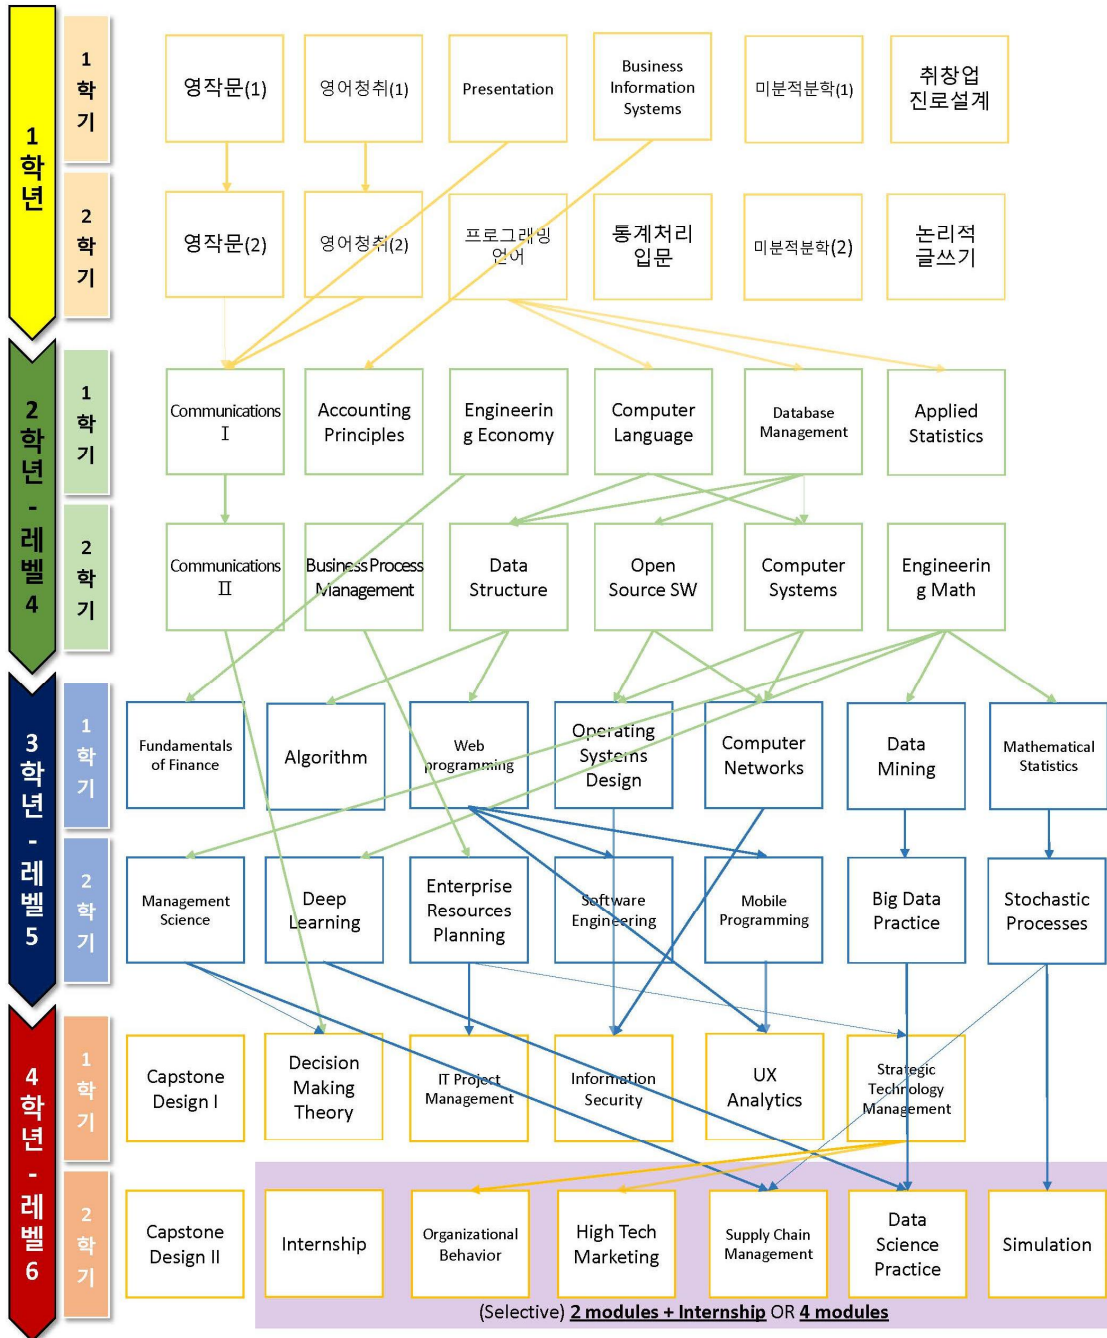 1학년
1학기
영작문(1)
영어청취(1)
Presentation
Business
Information
Systems
미분적분학(1)
취창업
진로설계
2학기
영작문(2)
영어청취(2)
프로그래밍
언어
통계처리
입문
미분적분학(2)
논리적
글쓰기
2학년 - 레벨4
1학기
Communications
I
Accounting
Principles
Engineerin
g Economy
Computer
Language
Database
Management
Applied
Statistics
2학기
Communications
II
Business Process
Management
Data
Structure
Open
Source SW
Computer
Systems
Engineerin
g Math
3학년 - 레벨5
1학기
Fundamentals
of Finance
Algorithm
Web
programming
Operating
Systems
Design
Computer
Networks
Data
Mining
Mathematical
Statistics
2학기
Management
Science
Deep
Learning
Enterprise
Resources
Planning
Software
Engineering
Mobile
Programming
Big Data
Practice
Stochastic
Processes
4학년 - 레벨6
1학기
Capstone
Design I
Decision
Making
Theory
IT Project
Management
Information
Security
UX
Analytics
Strategic
Technology
Management
2학기
Capstone
Design II
Internship
Organizational
Behavior
High Tech
Marketing
Supply Chain
Management
Data
Science
Practice
Simulation
(Selective) 2 modules + Internship OR 4 modules